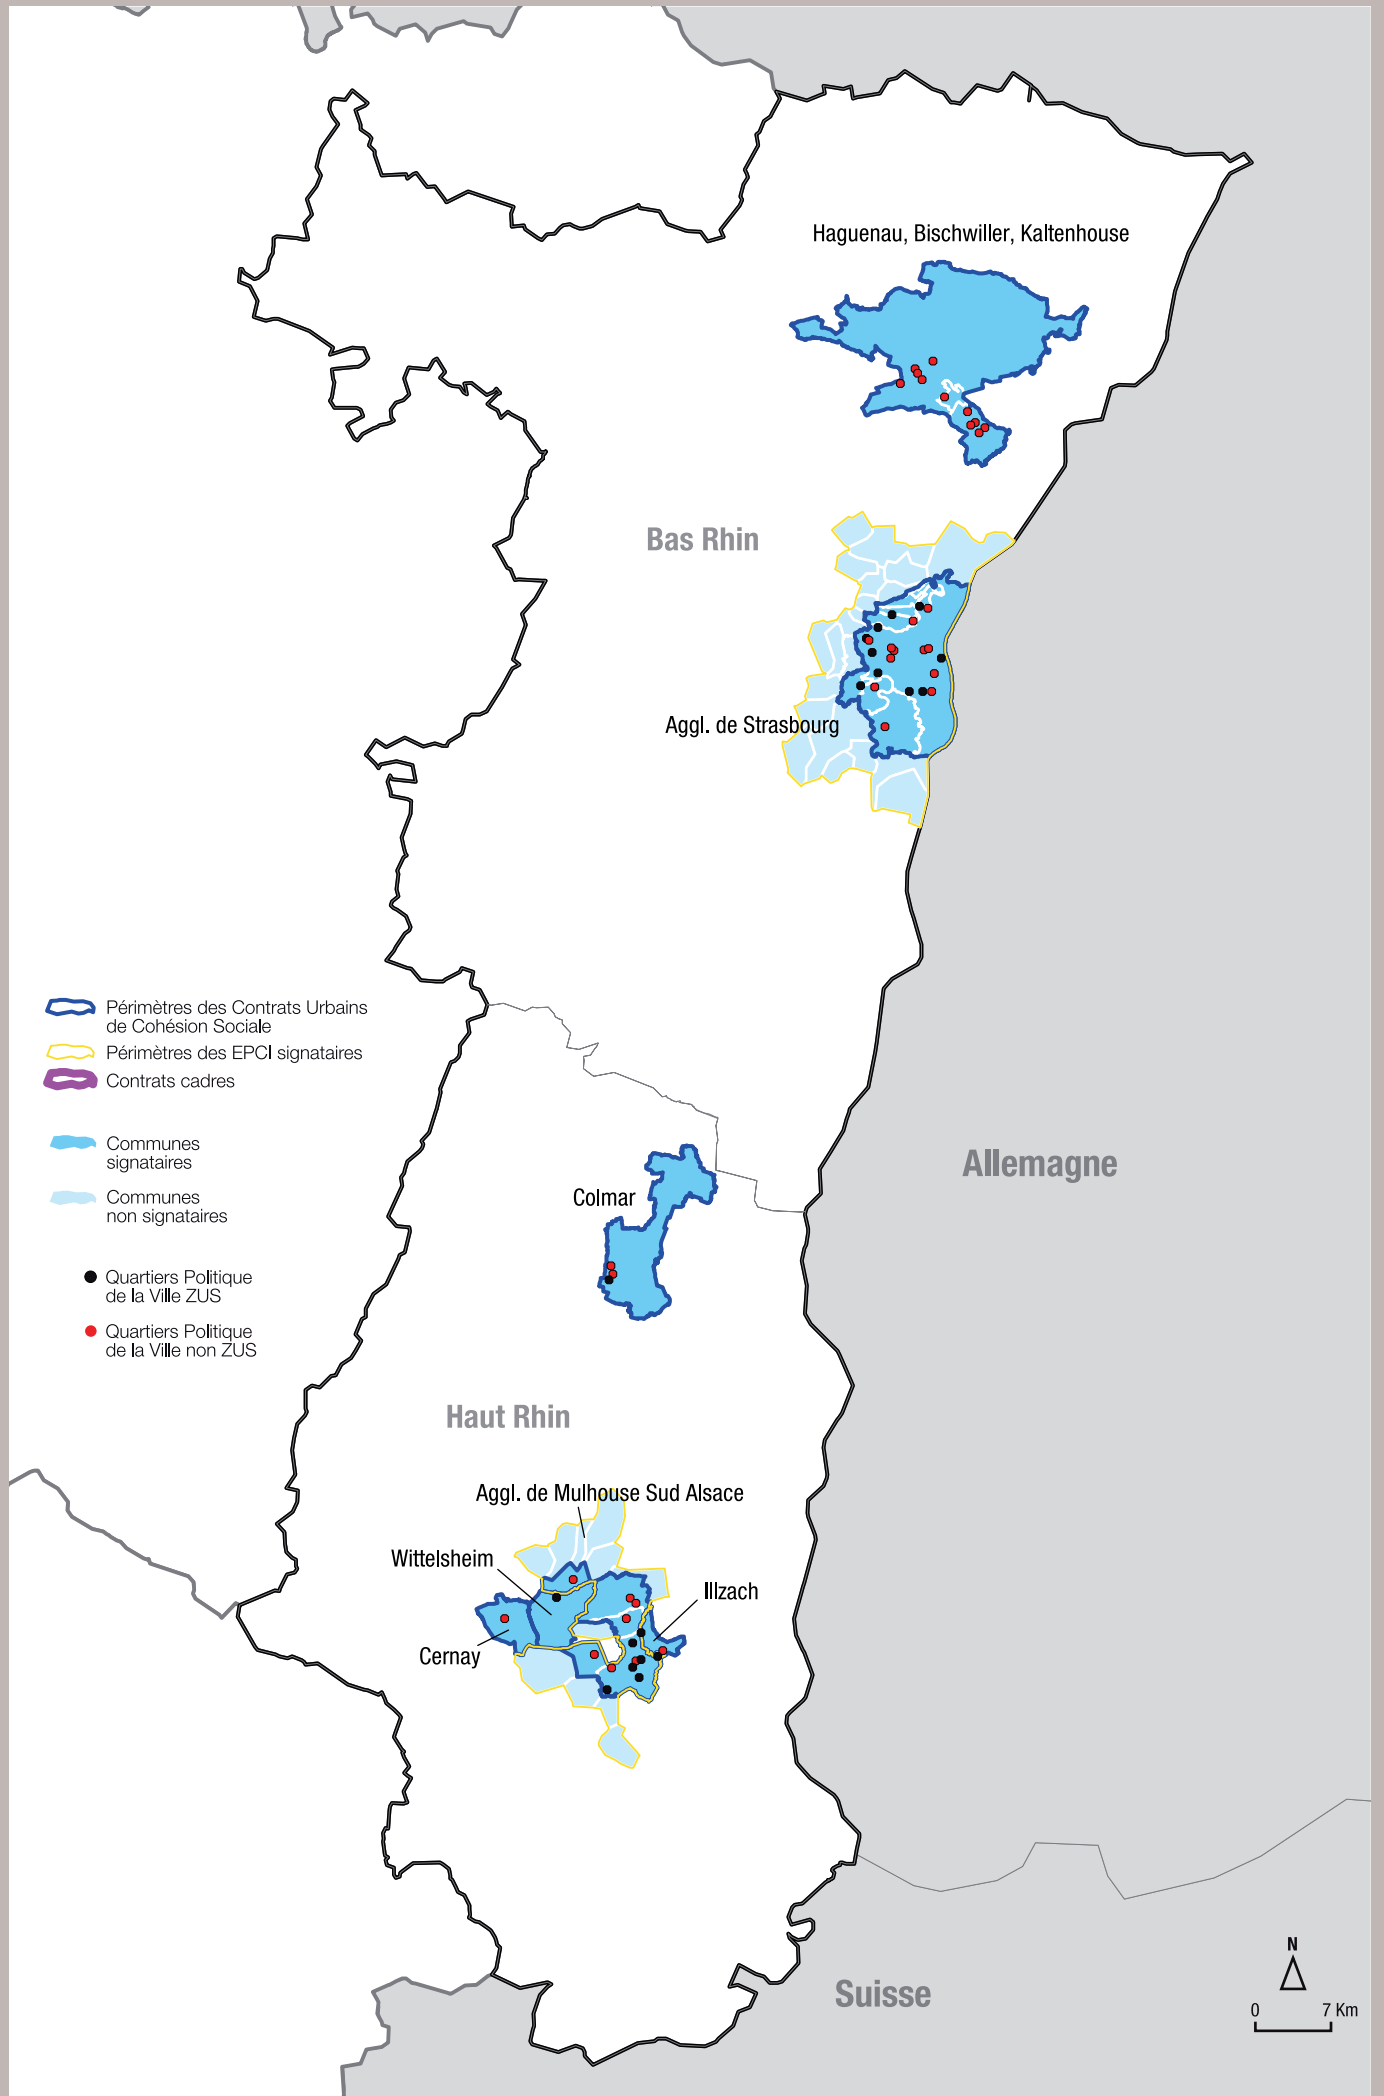 Haguenau, Bischwiller, Kaltenhouse
Bas Rhin
Aggl. de Strasbourg
Périmètres des Contrats Urbains
de Cohésion Sociale
Périmètres des EPCI signataires
Contrats cadres
Communes
signataires
Communes
non signataires
Quartiers Politique
de la Ville ZUS
Quartiers Politique
de la Ville non ZUS
Allemagne
Colmar
Haut Rhin
Aggl. de Mulhouse Sud Alsace
Wittelsheim
Illzach
Cernay
Suisse
N
0 7 Km